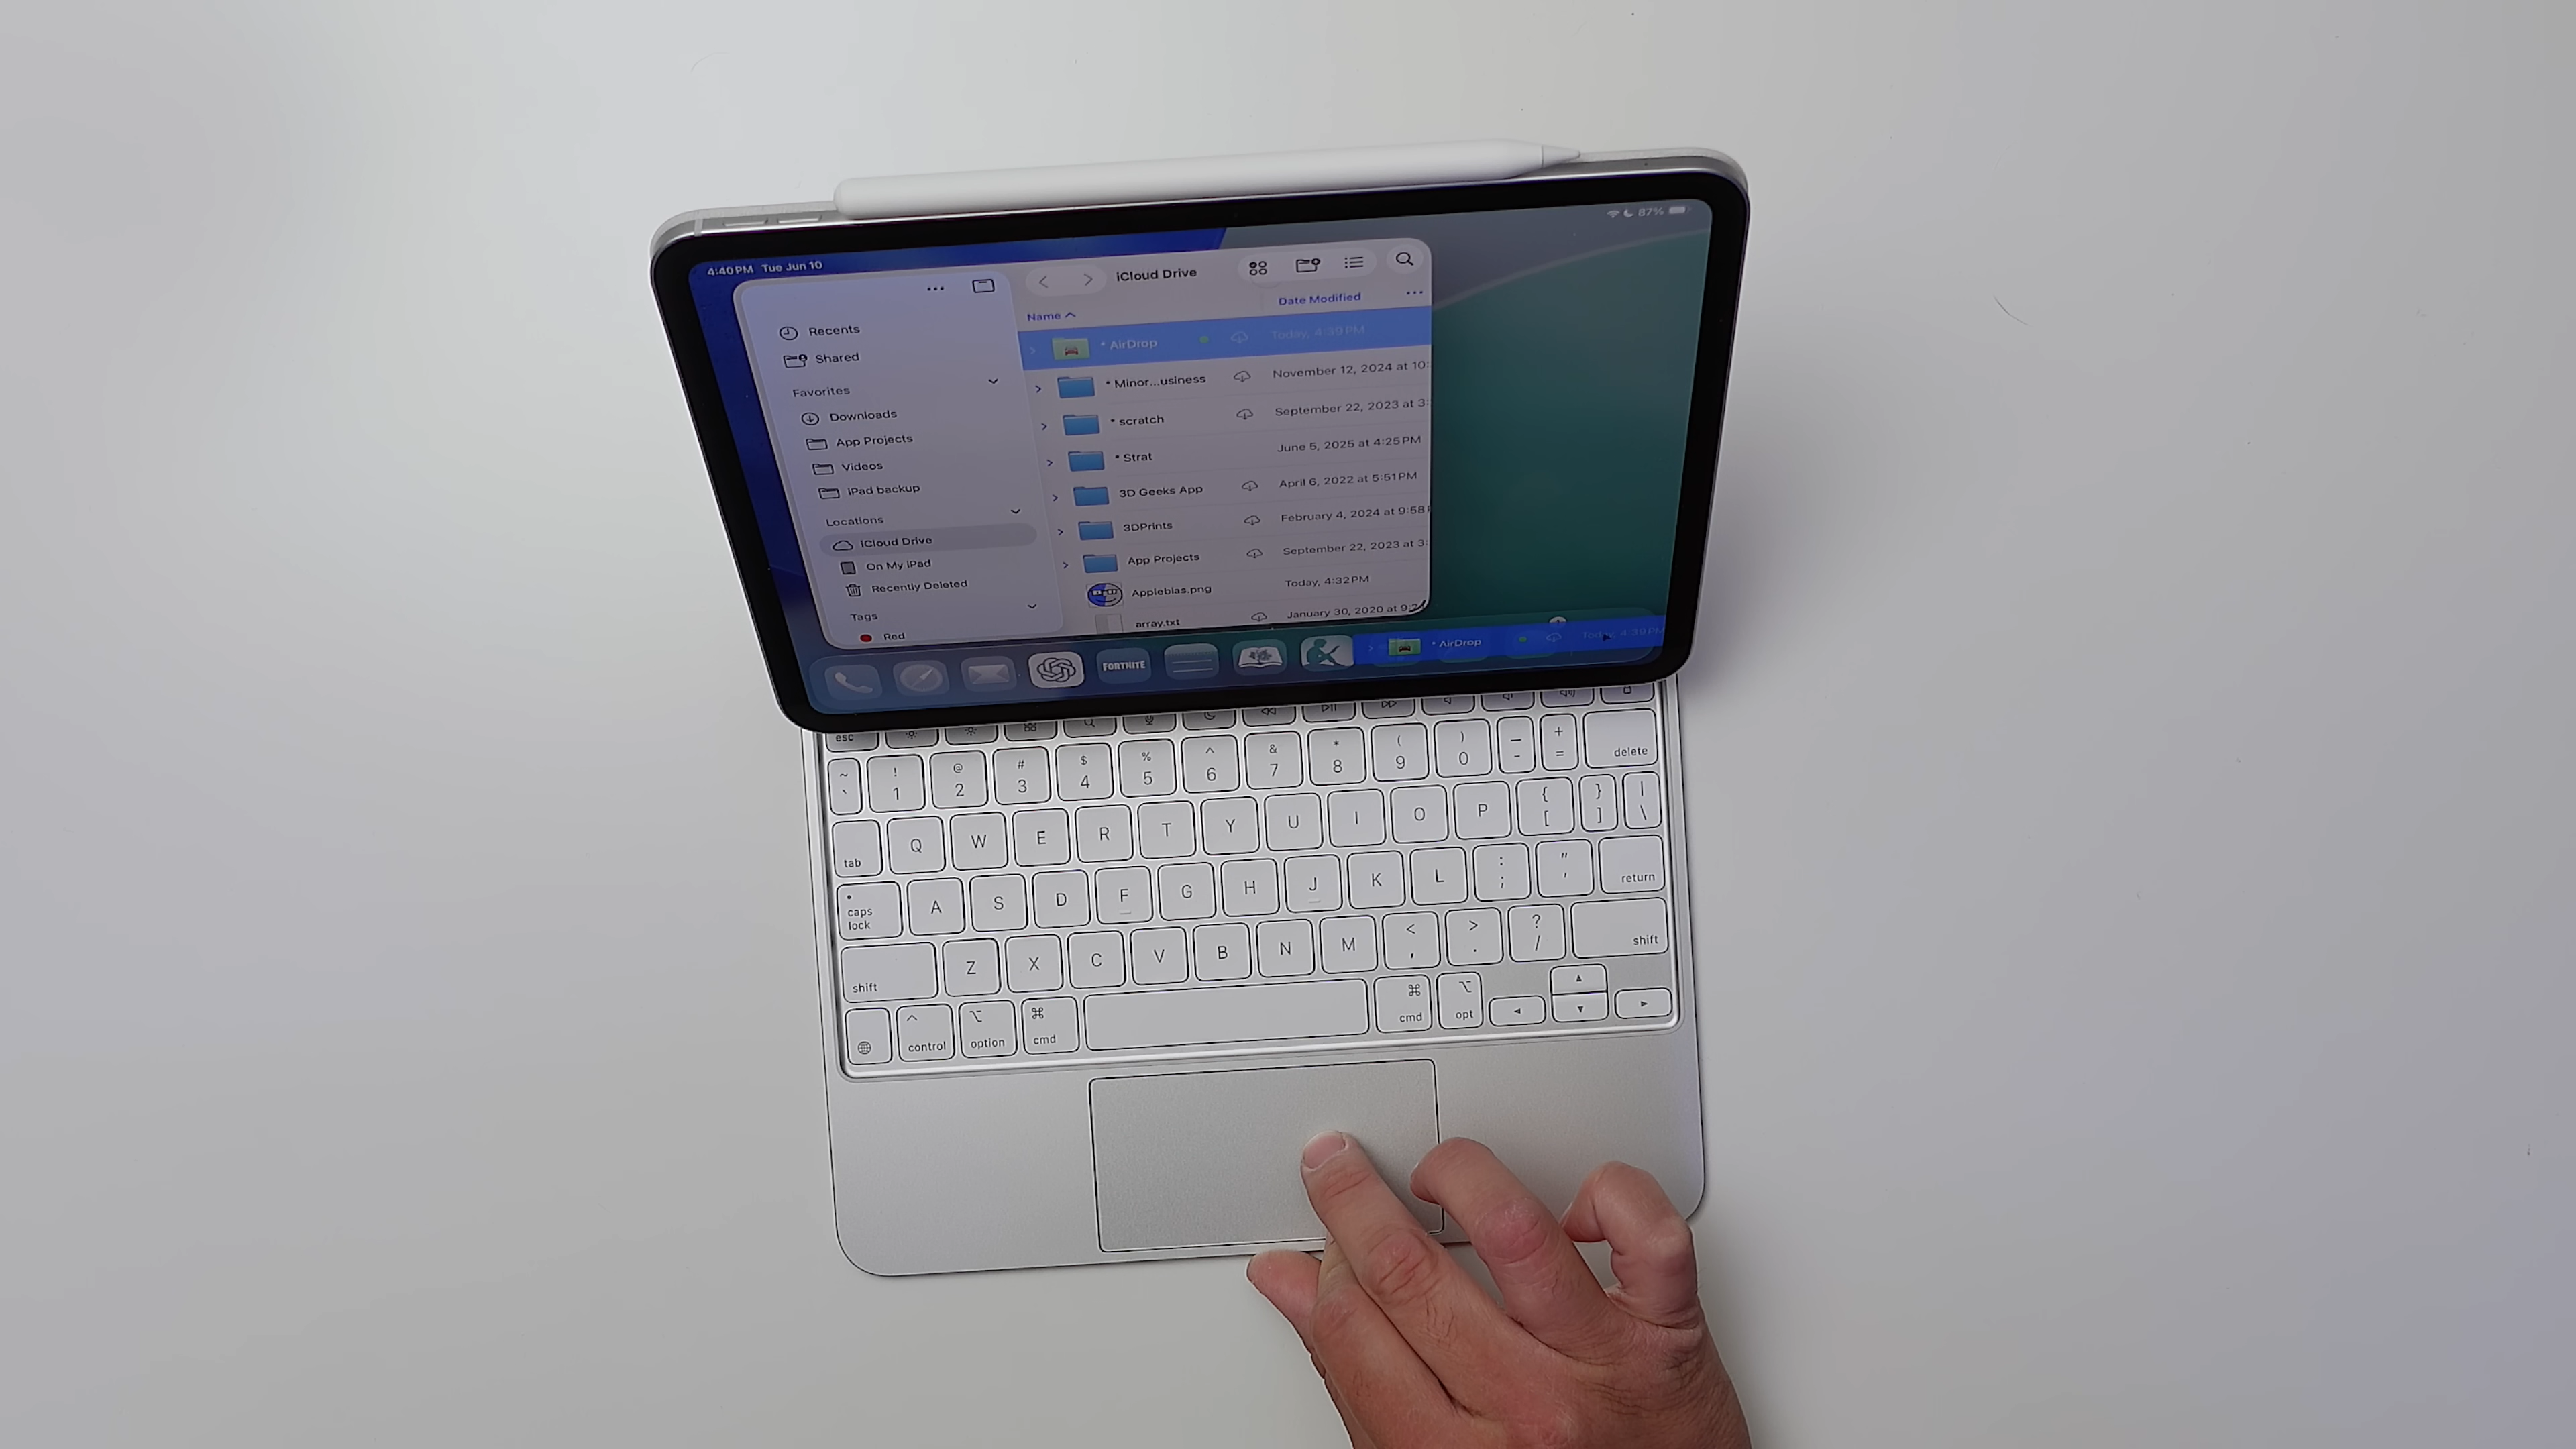 4:40 PM Tue Jun 10
87%
iCloud Drive
Recents
Shared
Favorites
Downloads
App Projects
Videos
iPad backup
Locations
iCloud Drive
On My iPad
Recently Deleted
Tags
Red
Name
Date Modified
* AirDrop Today, 4:39 PM
* Minor...usiness November 12, 2024 at 10:
* scratch September 22, 2023 at 3:
* Strat June 5, 2025 at 4:25 PM
3D Geeks App April 6, 2022 at 5:51 PM
3DPrints February 4, 2024 at 9:58
App Projects September 22, 2023 at 3:
Applebias.png Today, 4:32 PM
array.txt January 30, 2020 at 9:2
FORTNITE
* AirDrop Today, 4:39 PM
esc
~ ! @ # $ % ^ & * ( ) — +
` 1 2 3 4 5 6 7 8 9 0 - = delete
tab Q W E R T Y U I O P { [ } ] | \
caps lock A S D F G H J K L : ; " ' return
shift Z X C V B N M < , > . ? / shift
^ control ⌥ option ⌘ cmd ⌘ cmd ⌥ opt ◄ ▲ ▼ ►